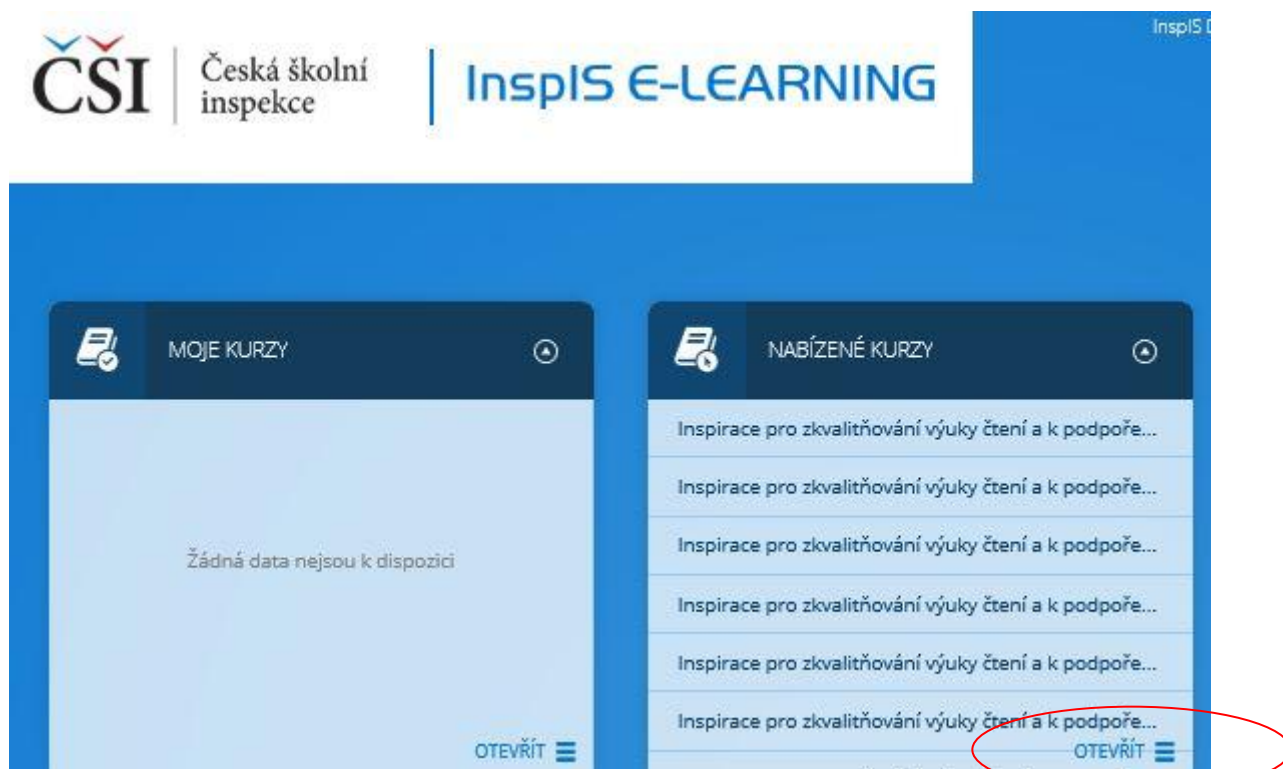 InspIS
ČŠI
Česká školní
inspekce
InspIS E-LEARNING
MOJE KURZY
Žádná data nejsou k dispozici
OTEVŘÍT
NABÍZENÉ KURZY
Inspirace pro zkvalitňování výuky čtení a k podpoře...
Inspirace pro zkvalitňování výuky čtení a k podpoře...
Inspirace pro zkvalitňování výuky čtení a k podpoře...
Inspirace pro zkvalitňování výuky čtení a k podpoře...
Inspirace pro zkvalitňování výuky čtení a k podpoře...
Inspirace pro zkvalitňování výuky čtení a k podpoře...
OTEVŘÍT